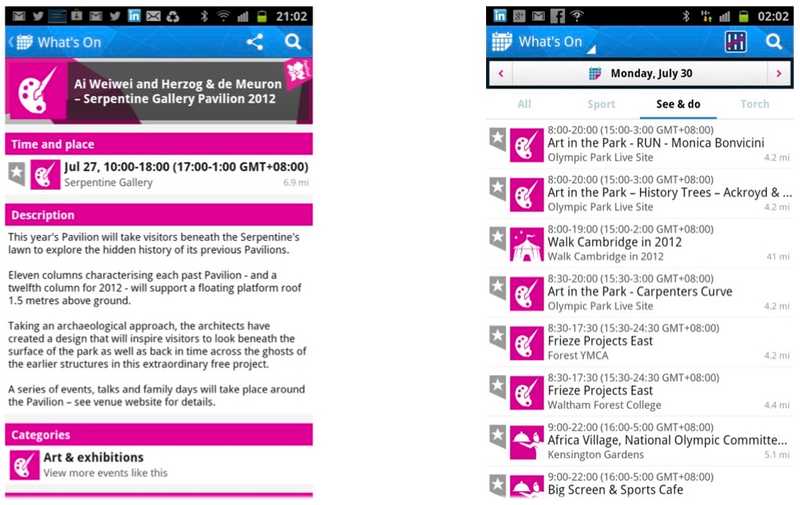 21:02
What's On
Ai Weiwei and Herzog & de Meuron
– Serpentine Gallery Pavilion 2012
Time and place
Jul 27, 10:00-18:00 (17:00-1:00 GMT+08:00)
Serpentine Gallery
6.9 mi
Description
This year's Pavilion will take visitors beneath the Serpentine's
lawn to explore the hidden history of its previous Pavilions.
Eleven columns characterising each past Pavilion - and a
twelfth column for 2012 - will support a floating platform roof
1.5 metres above ground.
Taking an archaeological approach, the architects have
created a design that will inspire visitors to look beneath the
surface of the park as well as back in time across the ghosts of
the earlier structures in this extraordinary free project.
A series of events, talks and family days will take place around
the Pavilion – see venue website for details.
Categories
Art & exhibitions
View more events like this
02:02
What's On
Monday, July 30
All
Sport
See & do
Torch
8:00-20:00 (15:00-3:00 GMT+08:00)
Art in the Park - RUN - Monica Bonvicini
Olympic Park Live Site
4.2 mi
8:00-20:00 (15:00-3:00 GMT+08:00)
Art in the Park – History Trees – Ackroyd & ...
Olympic Park Live Site
4.2 mi
8:00-19:00 (15:00-2:00 GMT+08:00)
Walk Cambridge in 2012
Walk Cambridge in 2012
41 mi
8:30-20:00 (15:30-3:00 GMT+08:00)
Art in the Park - Carpenters Curve
Olympic Park Live Site
4.2 mi
8:30-17:30 (15:30-24:30 GMT+08:00)
Frieze Projects East
Forest YMCA
4.2 mi
8:30-17:30 (15:30-24:30 GMT+08:00)
Frieze Projects East
Waltham Forest College
4.4 mi
9:00-22:00 (16:00-5:00 GMT+08:00)
Africa Village, National Olympic Committe...
Kensington Gardens
5.1 mi
9:00-22:00 (16:00-5:00 GMT+08:00)
Big Screen & Sports Cafe